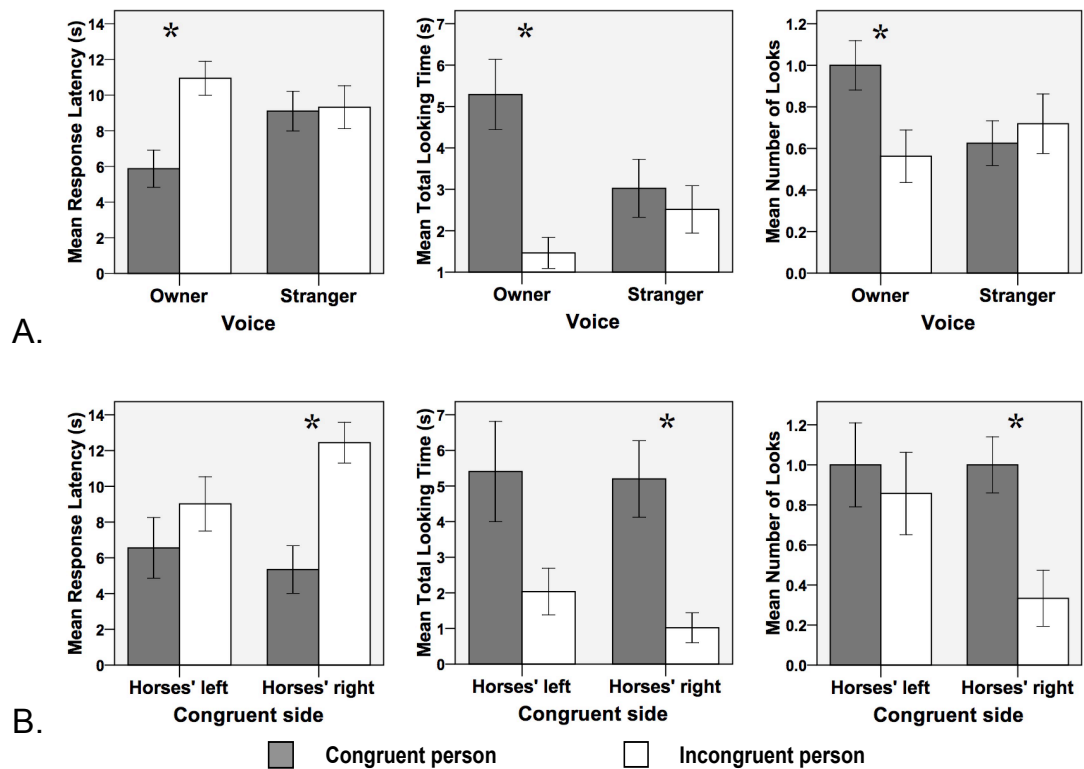 A.
Mean Response Latency (s)
14
12
10
8
6
4
2
0
*
Owner Stranger
Voice
Mean Total Looking Time (s)
7
6
5
4
3
2
1
*
Owner Stranger
Voice
Mean Number of Looks
1.2
1.0
0.8
0.6
0.4
0.2
0.0
*
Owner Stranger
Voice
B.
Mean Response Latency (s)
14
12
10
8
6
4
2
0
*
Horses' left Horses' right
Congruent side
Mean Total Looking Time (s)
7
6
5
4
3
2
1
0
*
Horses' left Horses' right
Congruent side
Mean Number of Looks
1.2
1.0
0.8
0.6
0.4
0.2
0.0
*
Horses' left Horses' right
Congruent side
Congruent person Incongruent person